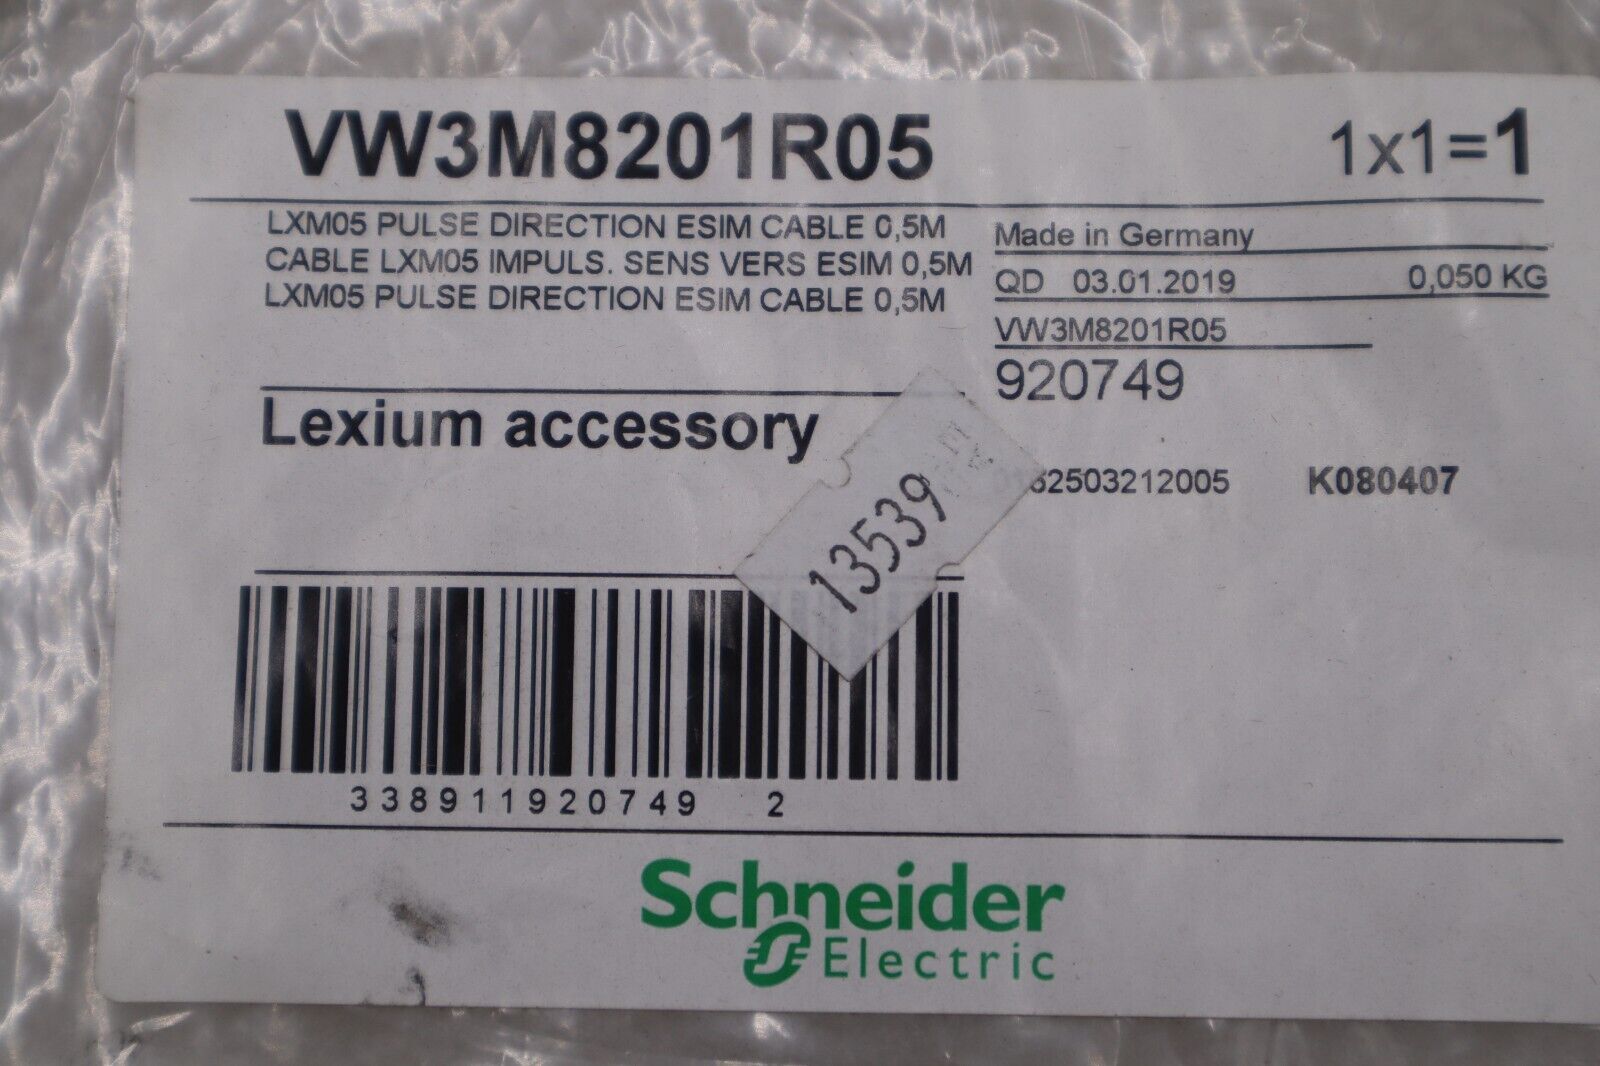 VW3M8201R05
1x1=1
LXM05 PULSE DIRECTION ESIM CABLE 0,5M
CABLE LXM05 IMPULS. SENS VERS ESIM 0,5M
LXM05 PULSE DIRECTION ESIM CABLE 0,5M
Made in Germany
QD 03.01.2019 0,050 KG
VW3M8201R05
920749
Lexium accessory
K080407
13539
338911920749 2
Schneider
Electric